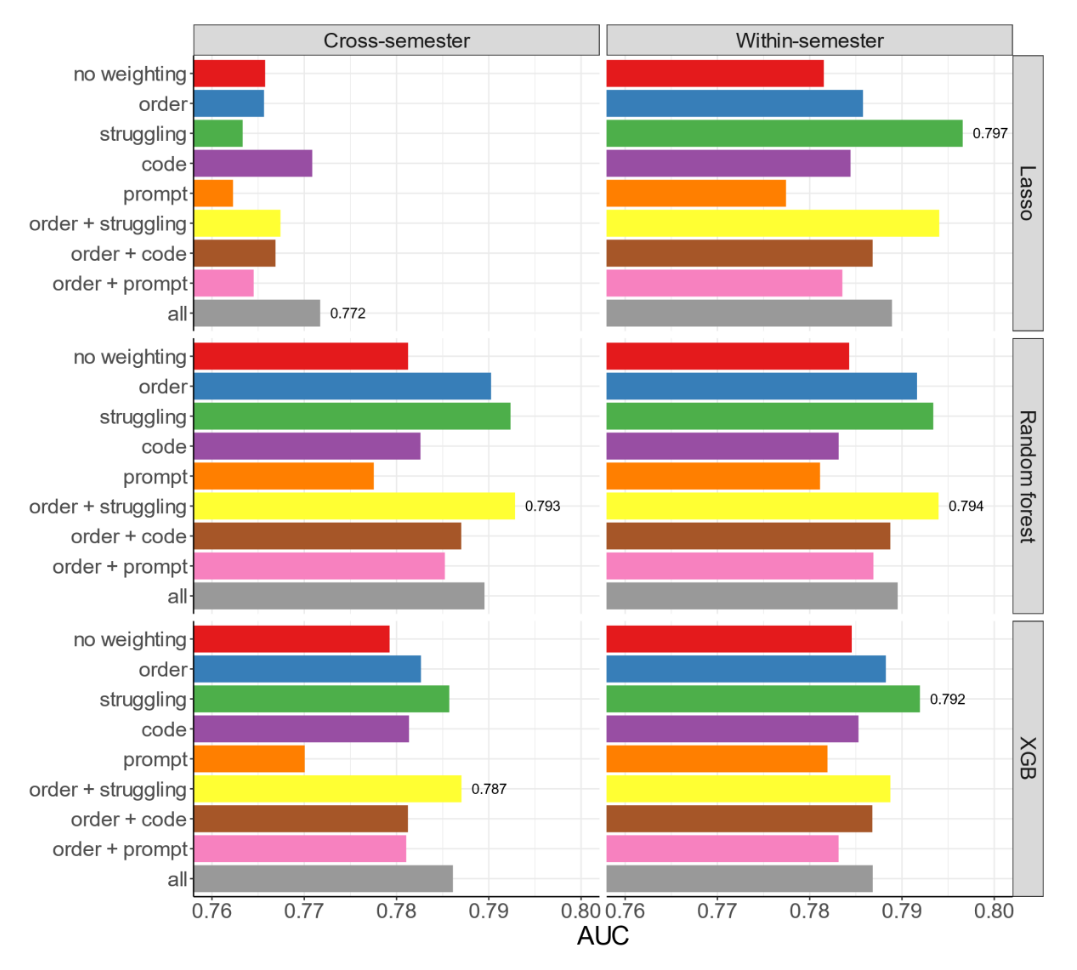 Cross-semester
Within-semester
no weighting
order
struggling 0.797
code
prompt
order + struggling
order + code
order + prompt
all 0.772
Lasso
no weighting
order
struggling
code
prompt
order + struggling 0.793 0.794
order + code
order + prompt
all
Random forest
no weighting
order
struggling 0.792
code
prompt
order + struggling 0.787
order + code
order + prompt
all
XGB
0.76 0.77 0.78 0.79 0.80 0.76 0.77 0.78 0.79 0.80
AUC